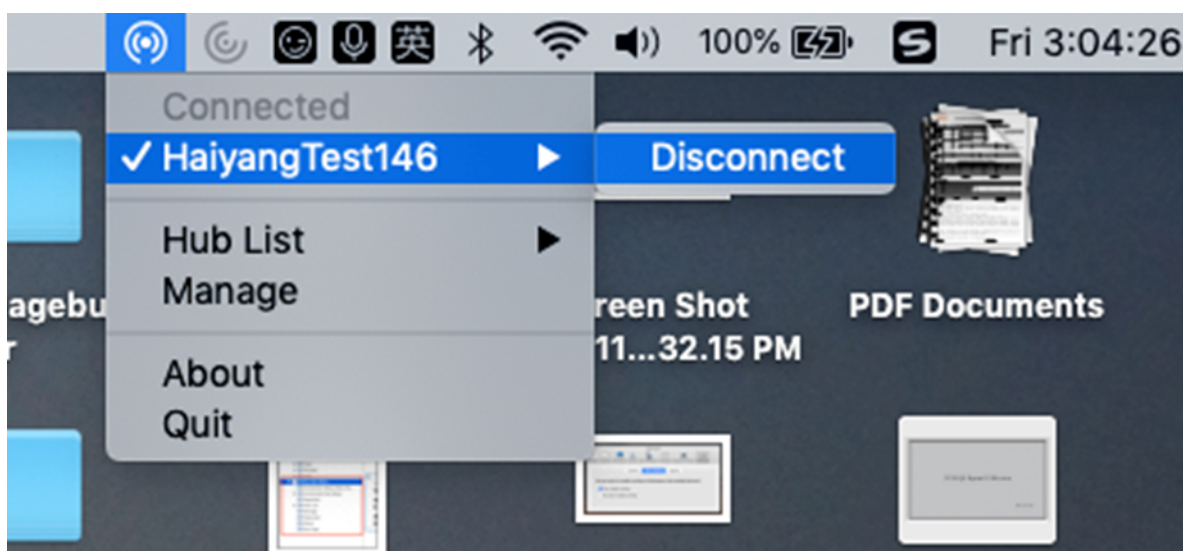 英 100% S Fri 3:04:26
Connected
HaiyangTest146
Disconnect
Hub List
Manage
agebu
r
reen Shot
11...32.15 PM
PDF Documents
About
Quit